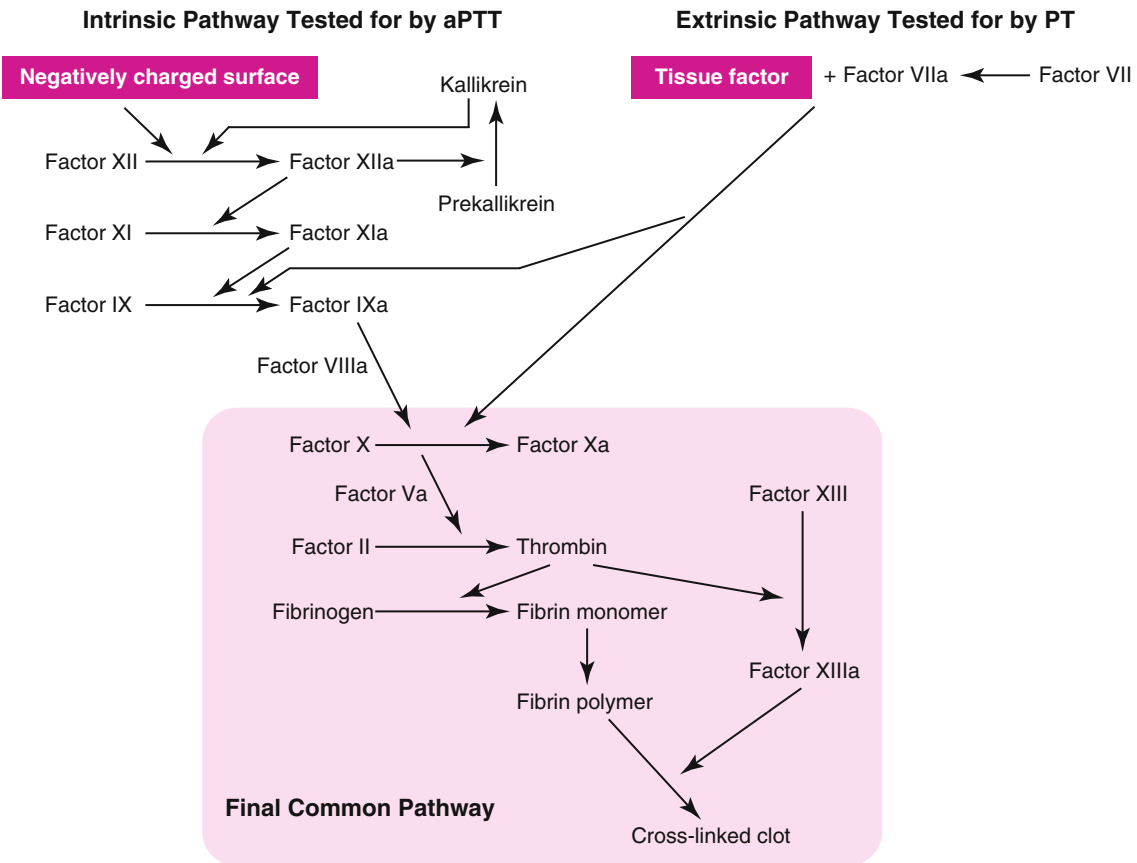 Intrinsic Pathway Tested for by aPTT
Extrinsic Pathway Tested for by PT
Negatively charged surface
Kallikrein
Tissue factor
+ Factor VIIa
Factor VII
Factor XII
Factor XIIa
Prekallikrein
Factor XI
Factor XIa
Factor IX
Factor IXa
Factor VIIIa
Factor X
Factor Xa
Factor Va
Factor XIII
Factor II
Thrombin
Fibrinogen
Fibrin monomer
Factor XIIIa
Fibrin polymer
Final Common Pathway
Cross-linked clot